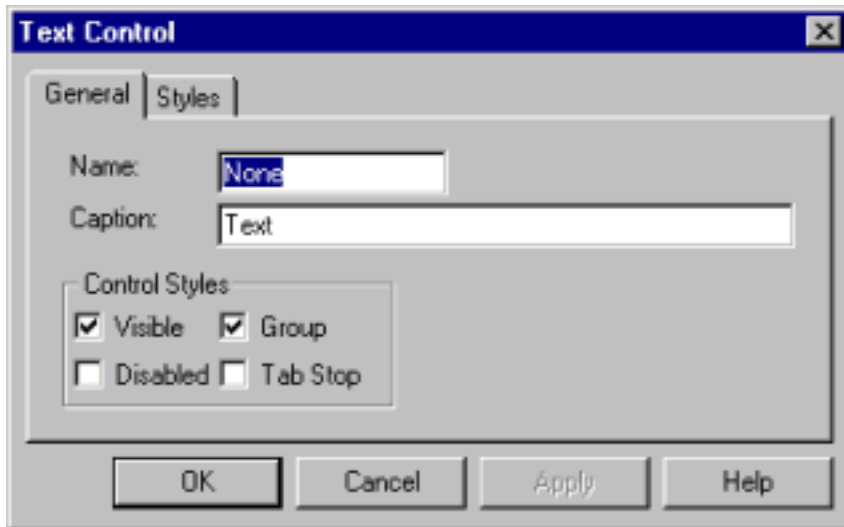 Text Control
General Styles
Name: None
Caption: Text
Control Styles
Visible Group
Disabled Tab Stop
OK Cancel Apply Help